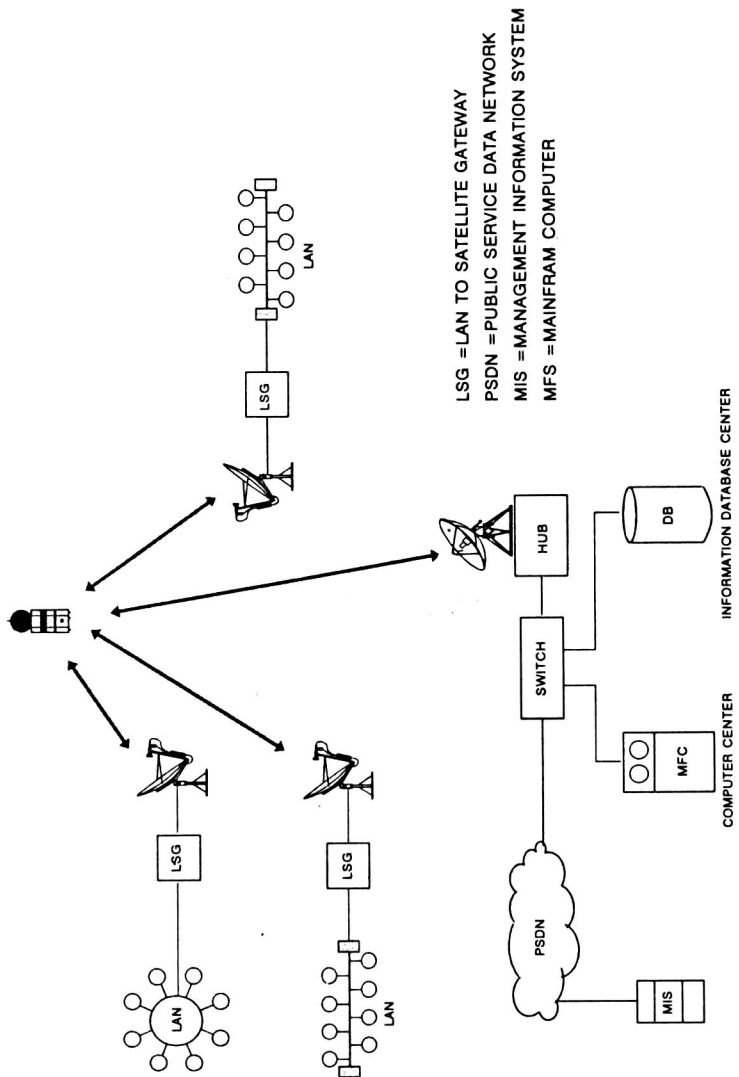 LAN
LSG
LSG
LAN
LSG
LAN
PSDN
MIS
SWITCH
HUB
MFC
DB
COMPUTER CENTER
INFORMATION DATABASE CENTER
LSG =LAN TO SATELLITE GATEWAY
PSDN =PUBLIC SERVICE DATA NETWORK
MIS =MANAGEMENT INFORMATION SYSTEM
MFS =MAINFRAM COMPUTER